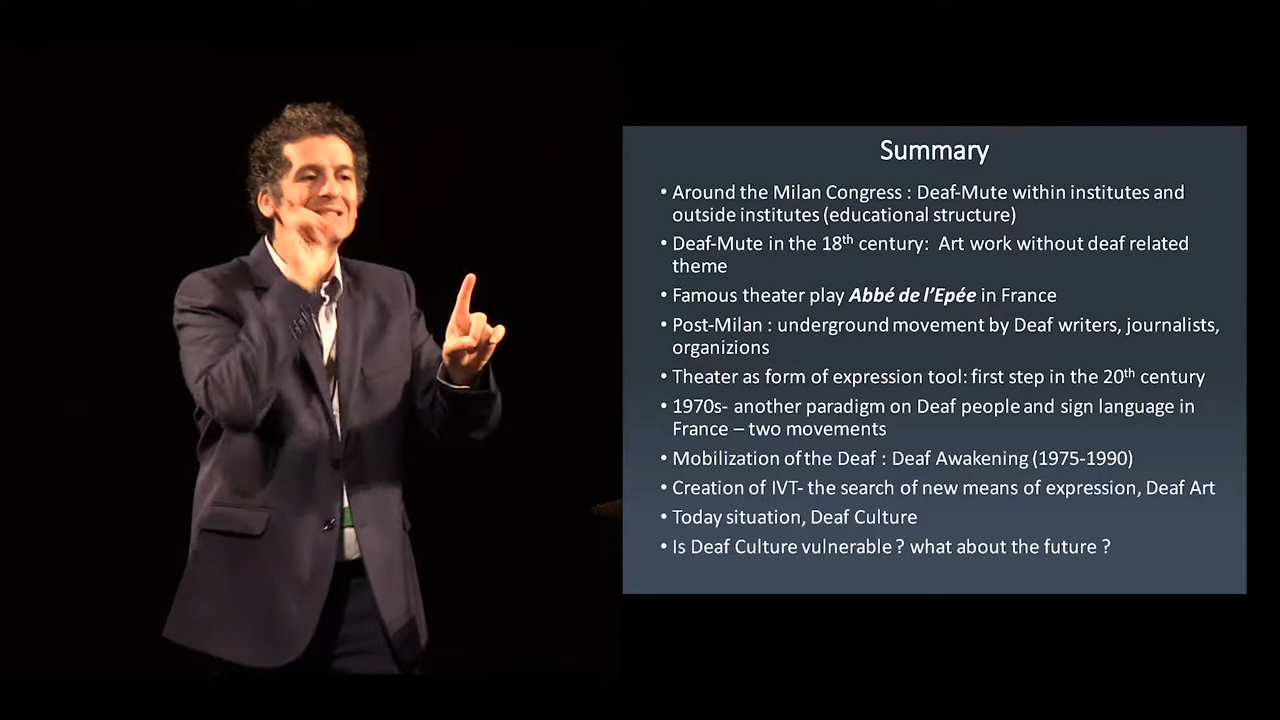 Summary
• Around the Milan Congress : Deaf-Mute within institutes and
outside institutes (educational structure)
• Deaf-Mute in the 18th century:  Art work without deaf related
theme
• Famous theater play Abbé de l'Epée in France
• Post-Milan : underground movement by Deaf writers, journalists,
organizions
• Theater as form of expression tool: first step in the 20th century
• 1970s- another paradigm on Deaf people and sign language in
France – two movements
• Mobilization of the Deaf : Deaf Awakening (1975-1990)
• Creation of IVT- the search of new means of expression, Deaf Art
• Today situation, Deaf Culture
• Is Deaf Culture vulnerable ? what about the future ?